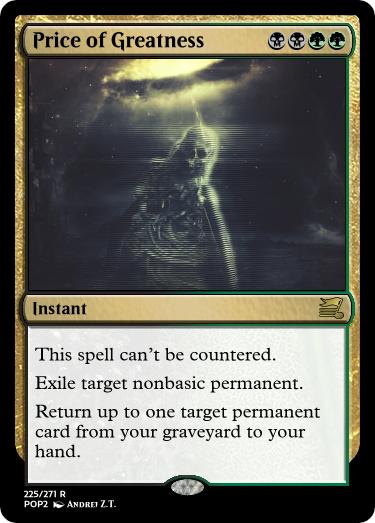 Price of Greatness
Instant
This spell can't be countered.
Exile target nonbasic permanent.
Return up to one target permanent
card from your graveyard to your
hand.
225/271 R
POP2 Andrej Z.T.